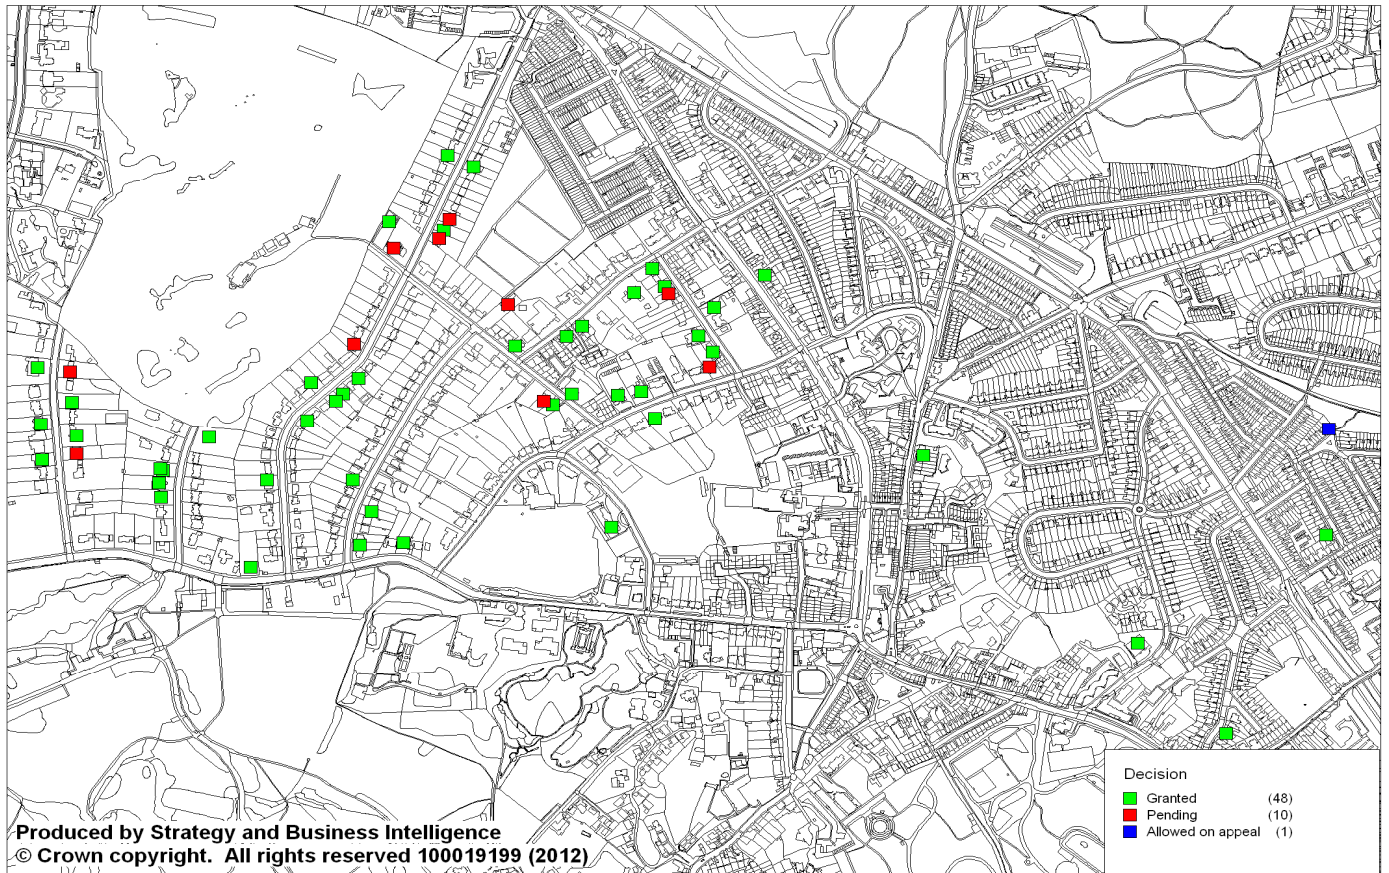 Decision
Granted (48)
Pending (10)
Allowed on appeal (1)
Produced by Strategy and Business Intelligence
© Crown copyright. All rights reserved 100019199 (2012)